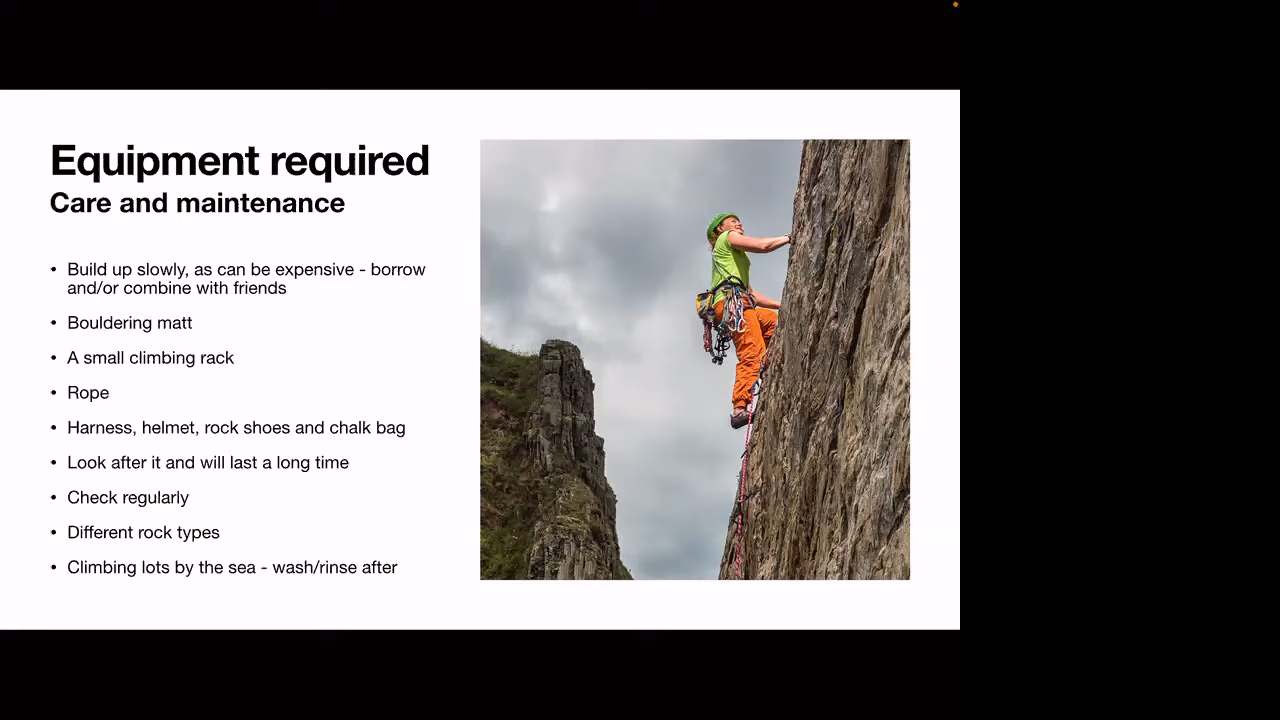 Equipment required
Care and maintenance
• Build up slowly, as can be expensive - borrow
and/or combine with friends
• Bouldering matt
• A small climbing rack
• Rope
• Harness, helmet, rock shoes and chalk bag
• Look after it and will last a long time
• Check regularly
• Different rock types
• Climbing lots by the sea - wash/rinse after